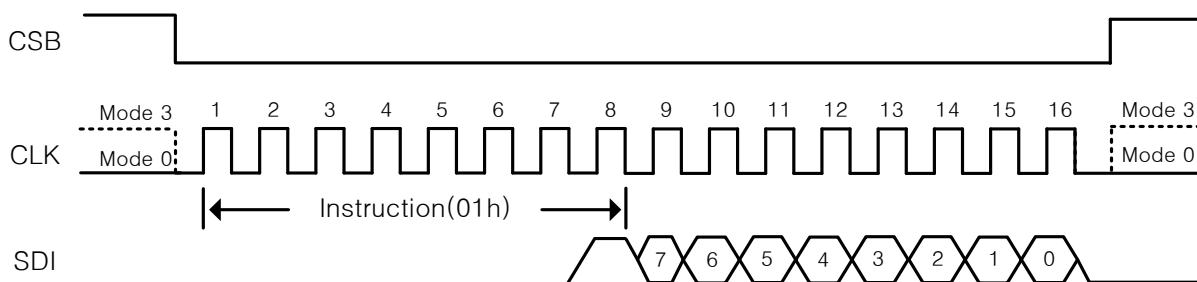 CSB
Mode 3 1 2 3 4 5 6 7 8 9 10 11 12 13 14 15 16 Mode 3
CLK Mode 0 Mode 0
Instruction(01h)
SDI 7 6 5 4 3 2 1 0